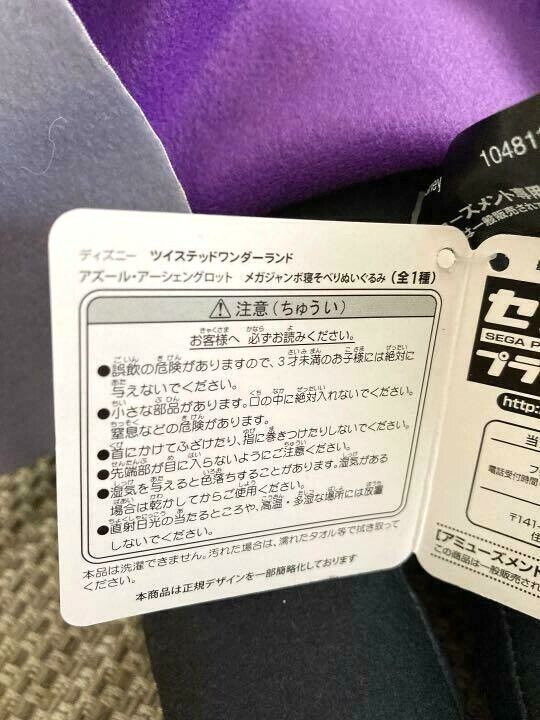 ディズニー ツイステッドワンダーランド
アズール・アーシェングロット メガジャンボ寝そべりぬいぐるみ(全1種)
⚠注意(ちゅうい)
お客様へ 必ずお読みください。
●誤飲の危険がありますので、3才未満のお子様には絶対に
与えないでください。
●小さな部品があります。口の中に絶対入れないでください。
窒息などの危険があります。
●首にかけてふざけたり、指に巻きつけたりしないでください。
●先端部が目に入らないようにご注意ください。
●湿気を与えると色落ちすることがあります。湿気がある
場合は乾かしてからご使用ください。
●直射日光の当たるところや、高温・多湿な場所には放置
しないでください。
本品は洗濯できません。汚れた場合は、濡れたタオル等で拭き取って
ください。
本商品は正規デザインを一部簡略化しております
104811
ーズメント専用
は一般販売され
セ
SEGA P
プラ
http:
当
電話受付時間
〒141-
住
[アミューズメント
この商品は一般販売され